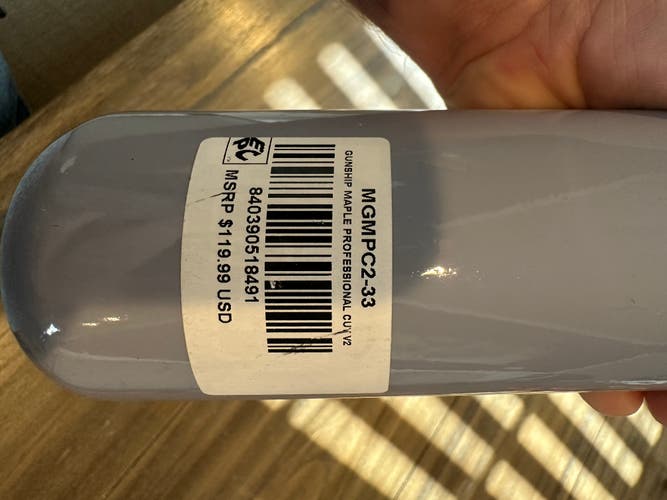 MGMPC2-33
GUNSHIP MAPLE PROFESSIONAL CU V2
840390518491
MSRP $119.99 USD